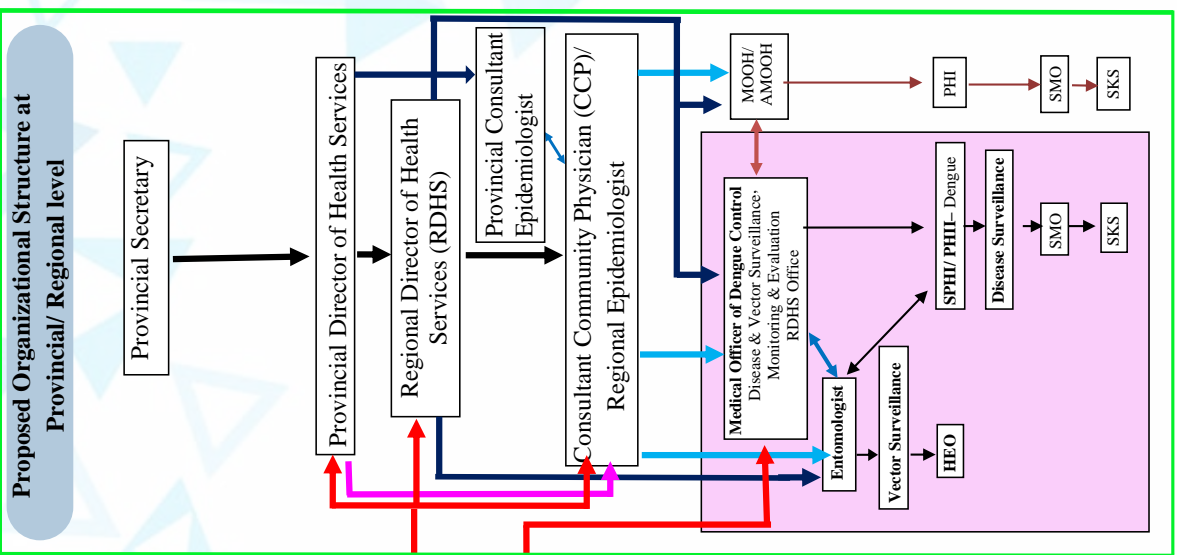 Proposed Organizational Structure at
Provincial/ Regional level
Provincial Secretary
Provincial Director of Health Services
Regional Director of Health
Services (RDHS)
Provincial Consultant
Epidemiologist
Consultant Community Physician (CCP)/
Regional Epidemiologist
MOOH/
AMOOH
PHI
SMO
SKS
Medical Officer of Dengue Control
Disease & Vector Surveillance,
Monitoring & Evaluation
RDHS Office
SPHI/ PHII– Dengue
Disease Surveillance
SMO
SKS
Entomologist
Vector Surveillance
HEO